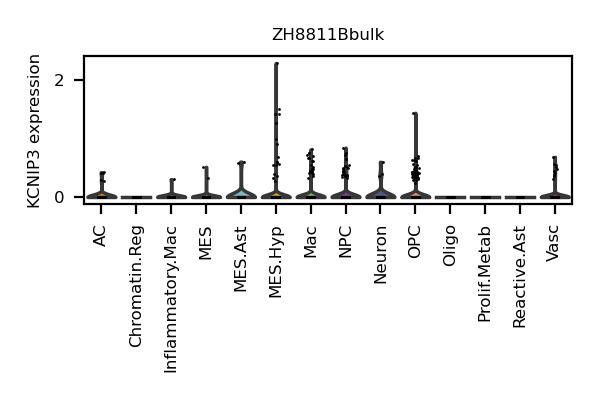 ZH8811Bbulk
KCNIP3 expression
2
0
AC
Chromatin.Reg
Inflammatory.Mac
MES
MES.Ast
MES.Hyp
Mac
NPC
Neuron
OPC
Oligo
Prolif.Metab
Reactive.Ast
Vasc